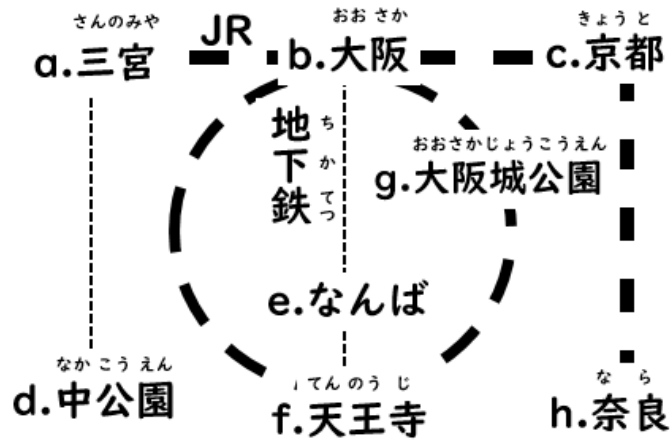 さんのみや
a.三宮
JR
おおさか
b.大阪
きょうと
c.京都
地下鉄
ちかてつ
おおさかじょうこうえん
g.大阪城公園
e.なんば
なかこうえん
d.中公園
てんのうじ
f.天王寺
なら
h.奈良